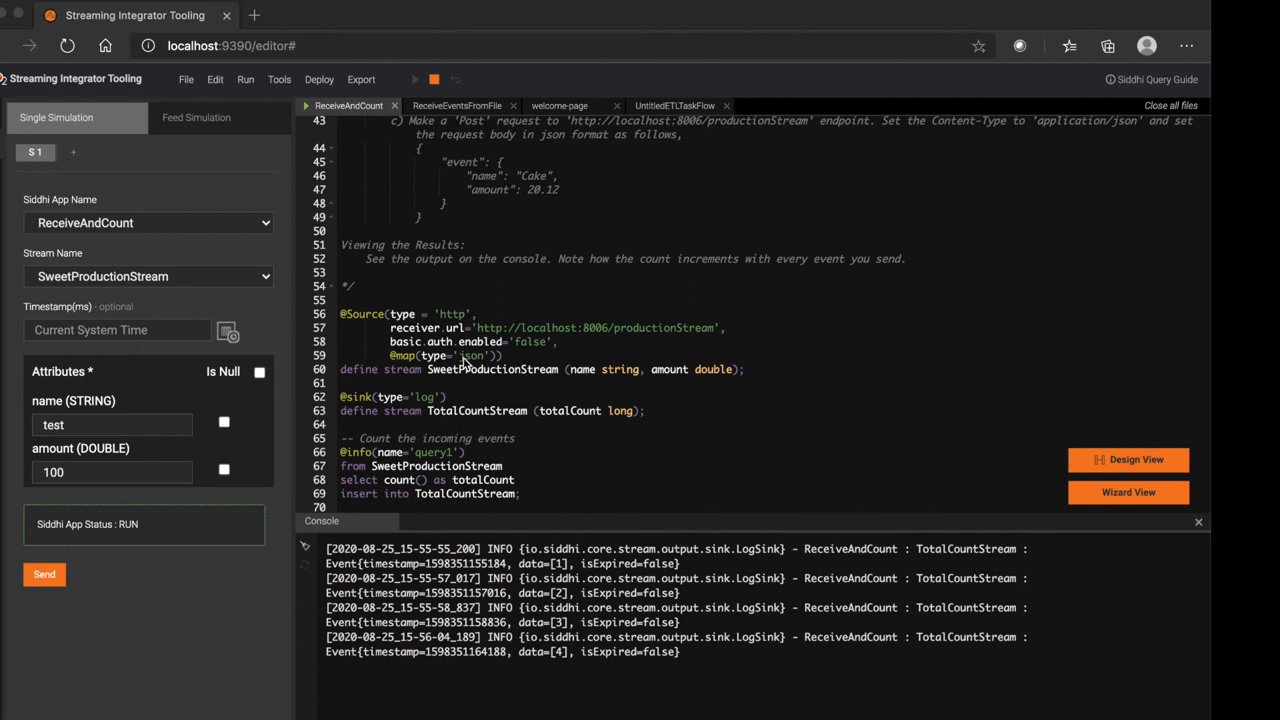 Streaming Integrator Tooling
localhost:9390/editor#
Streaming Integrator Tooling
File Edit Run Tools Deploy Export
Siddhi Query Guide
Single Simulation Feed Simulation
ReceiveAndCount ReceiveEventsFromFile welcome-page UntitledETLTaskFlow Close all files
S 1 +
Siddhi App Name
ReceiveAndCount
Stream Name
SweetProductionStream
Timestamp(ms) - optional
Current System Time
Attributes * Is Null
name (STRING)
test
amount (DOUBLE)
100
Siddhi App Status : RUN
Send
43 c) Make a 'Post' request to 'http://localhost:8006/productionStream' endpoint. Set the Content-Type to 'application/json' and set
the request body in json format as follows,
44 {
45 "event": {
46 "name": "Cake",
47 "amount": 20.12
48 }
49 }
50
51 Viewing the Results:
52 See the output on the console. Note how the count increments with every event you send.
53
54 */
55
56 @Source(type = 'http',
57 receiver.url='http://localhost:8006/productionStream',
58 basic.auth.enabled='false',
59 @map(type='json'))
60 define stream SweetProductionStream (name string, amount double);
61
62 @sink(type='log')
63 define stream TotalCountStream (totalCount long);
64
65 -- Count the incoming events
66 @info(name='query1')
67 from SweetProductionStream
68 select count() as totalCount
69 insert into TotalCountStream;
70
Design View
Wizard View
Console
[2020-08-25_15-55-55_200] INFO {io.siddhi.core.stream.output.sink.LogSink} - ReceiveAndCount : TotalCountStream :
Event{timestamp=1598351155184, data=[1], isExpired=false}
[2020-08-25_15-55-57_017] INFO {io.siddhi.core.stream.output.sink.LogSink} - ReceiveAndCount : TotalCountStream :
Event{timestamp=1598351157016, data=[2], isExpired=false}
[2020-08-25_15-55-58_837] INFO {io.siddhi.core.stream.output.sink.LogSink} - ReceiveAndCount : TotalCountStream :
Event{timestamp=1598351158836, data=[3], isExpired=false}
[2020-08-25_15-56-04_189] INFO {io.siddhi.core.stream.output.sink.LogSink} - ReceiveAndCount : TotalCountStream :
Event{timestamp=1598351164188, data=[4], isExpired=false}